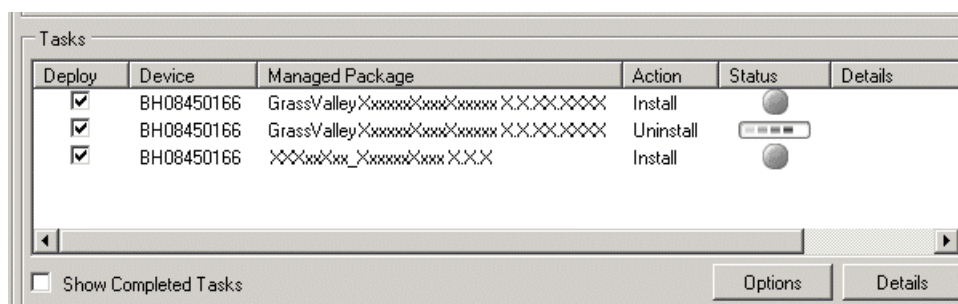 Tasks
Deploy Device Managed Package Action Status Details
BH08450166 GrassValleyXxxxxxXxxxXxxxxx X.X.XX.XXXX Install
BH08450166 GrassValleyXxxxxxXxxxXxxxxx X.X.XX.XXXX Uninstall
BH08450166 XXXxxXxx_XxxxxxXxxx X.X.X Install
Show Completed Tasks Options Details